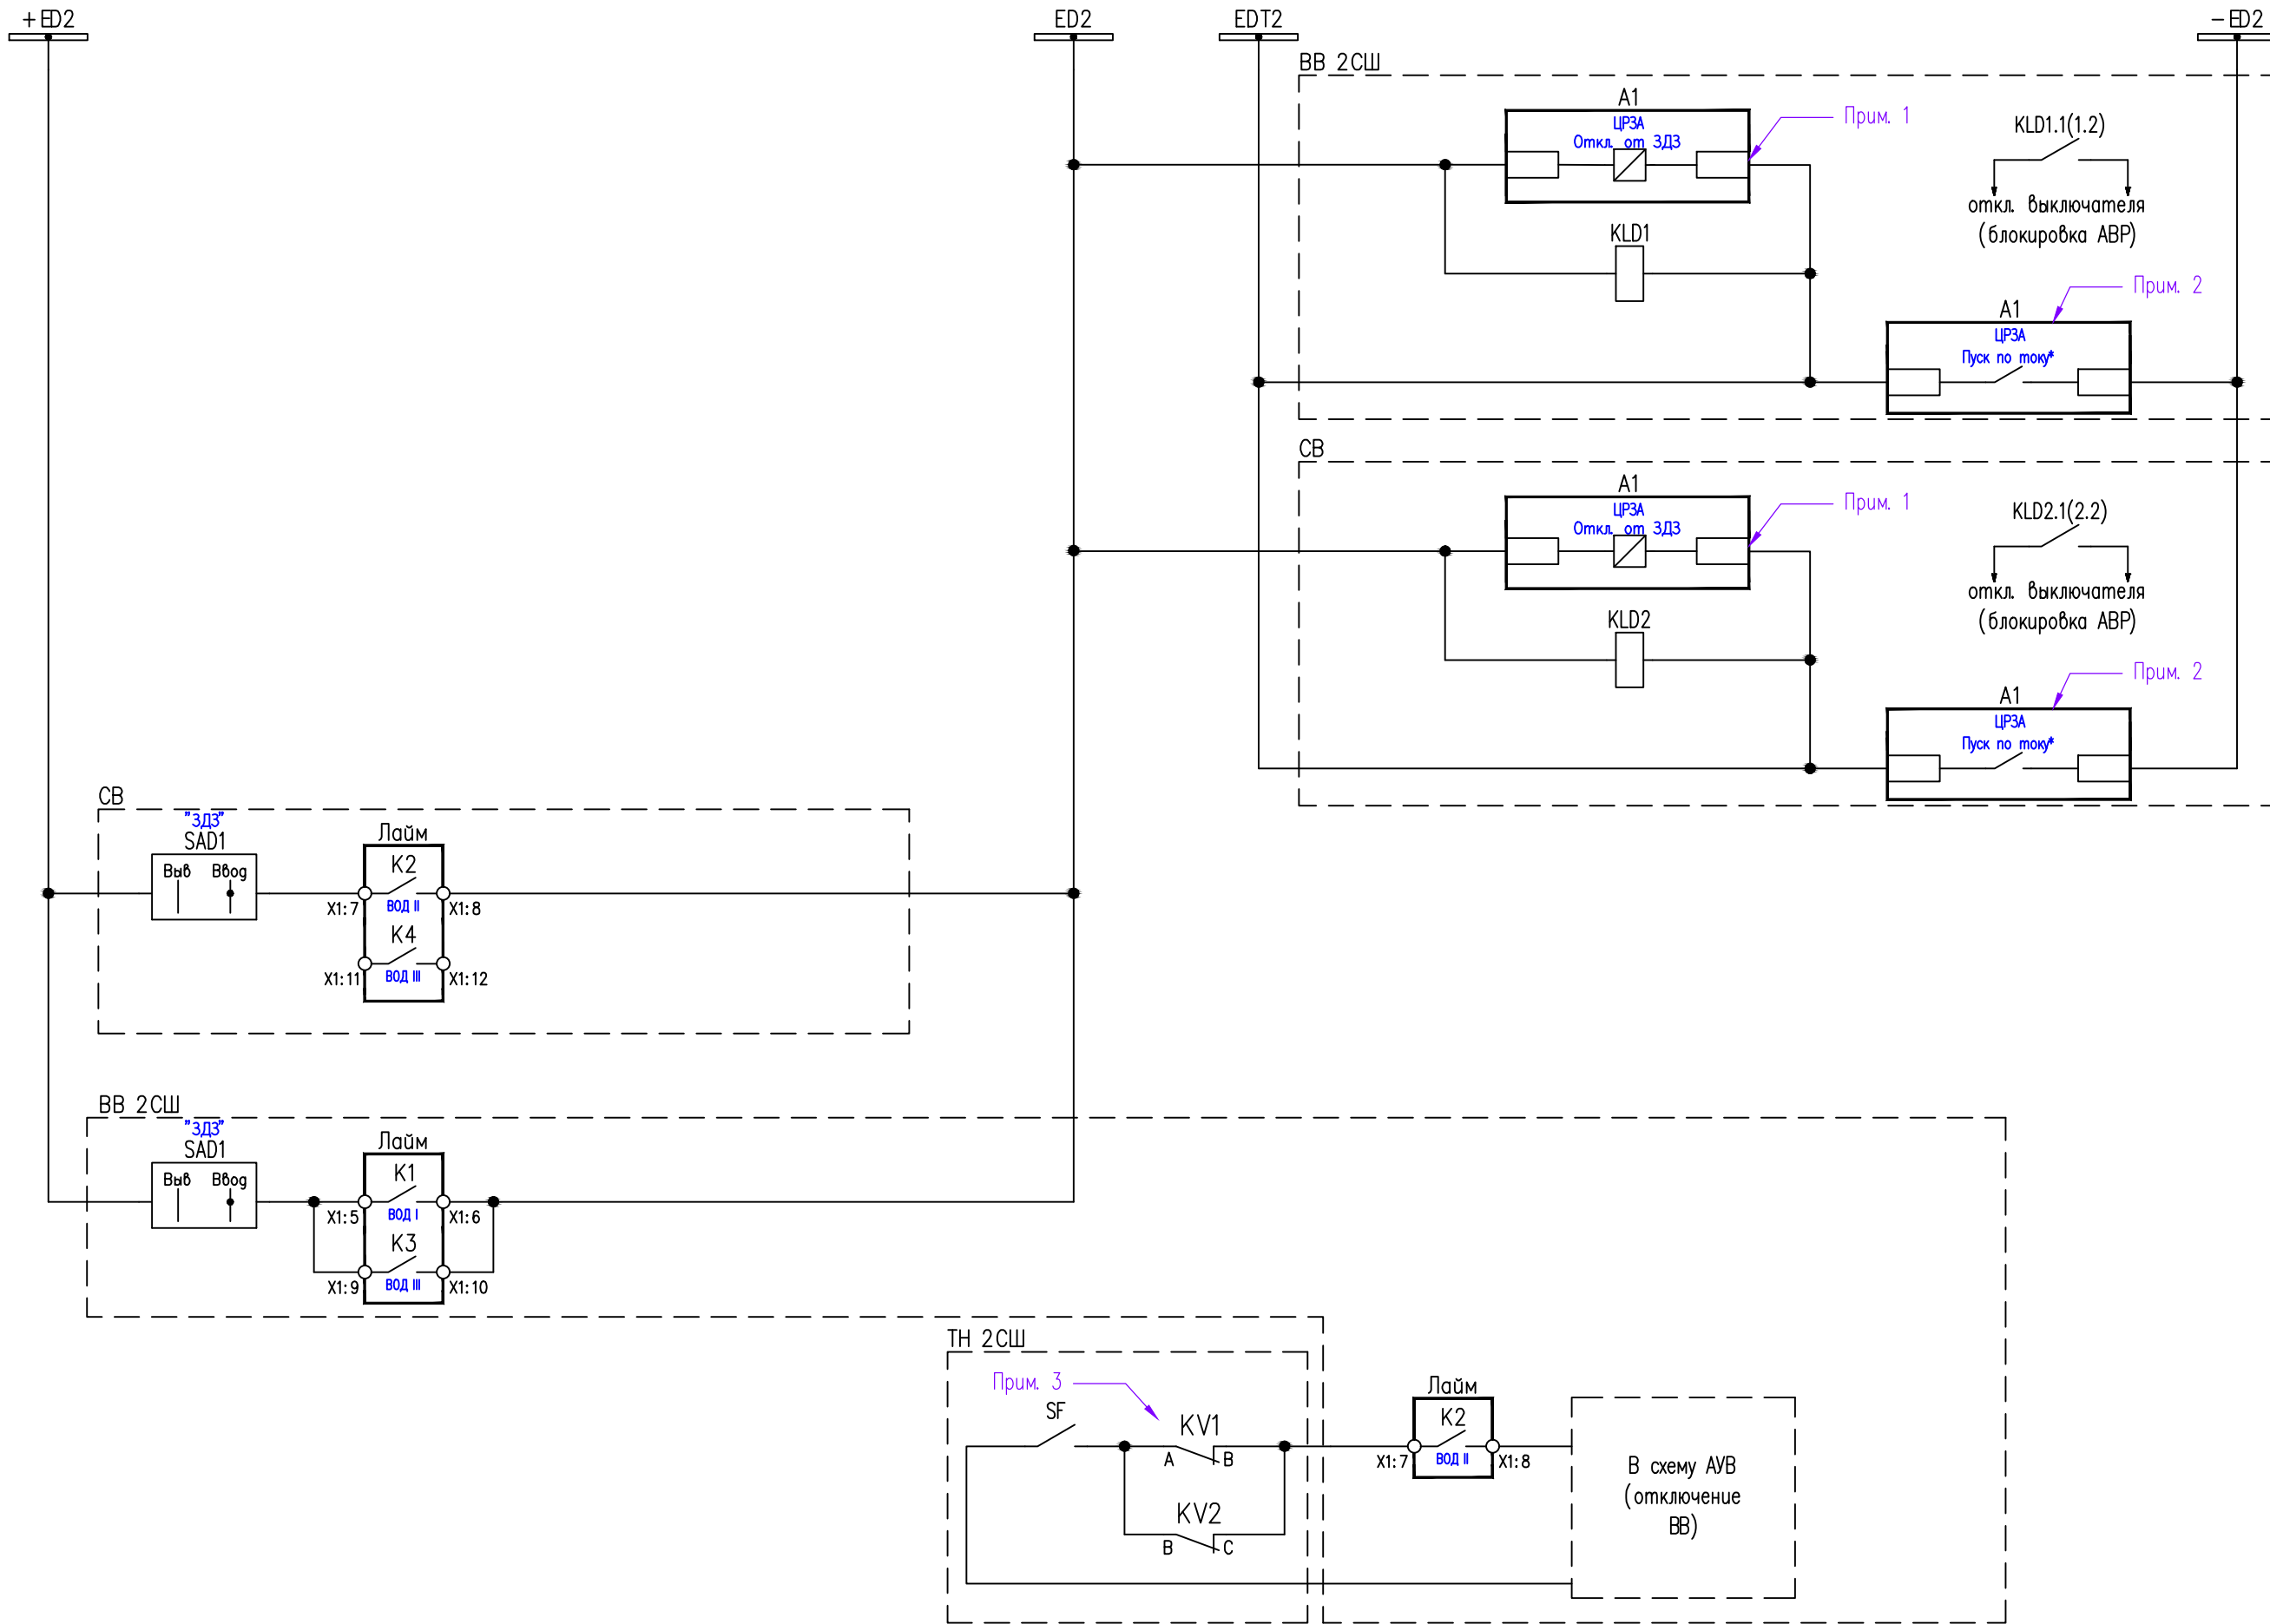 +ED2
ED2
EDT2
-ED2
ВВ 2СШ
A1
ЦРЗА
Откл. от ЗДЗ
Прим. 1
KLD1.1(1.2)
откл. выключателя
(блокировка АВР)
KLD1
Прим. 2
A1
ЦРЗА
Пуск по току*
СВ
A1
ЦРЗА
Откл. от ЗДЗ
Прим. 1
KLD2.1(2.2)
откл. выключателя
(блокировка АВР)
KLD2
Прим. 2
A1
ЦРЗА
Пуск по току*
СВ
"ЗДЗ"
SAD1
Выв Ввод
Лайм
K2
X1:7 ВОД II X1:8
K4
X1:11 ВОД III X1:12
ВВ 2СШ
"ЗДЗ"
SAD1
Выв Ввод
Лайм
K1
X1:5 ВОД I X1:6
K3
X1:9 ВОД III X1:10
ТН 2СШ
Прим. 3
SF
KV1
A B
KV2
B C
Лайм
K2
X1:7 ВОД II X1:8
В схему АУВ
(отключение
ВВ)